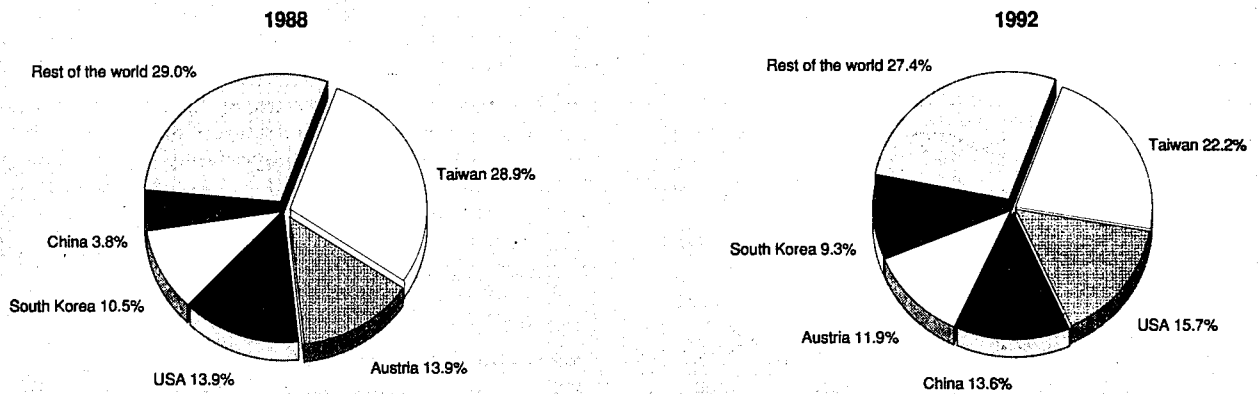 1988
Rest of the world 29.0%
Taiwan 28.9%
China 3.8%
South Korea 10.5%
USA 13.9%
Austria 13.9%
1992
Rest of the world 27.4%
Taiwan 22.2%
South Korea 9.3%
Austria 11.9%
USA 15.7%
China 13.6%